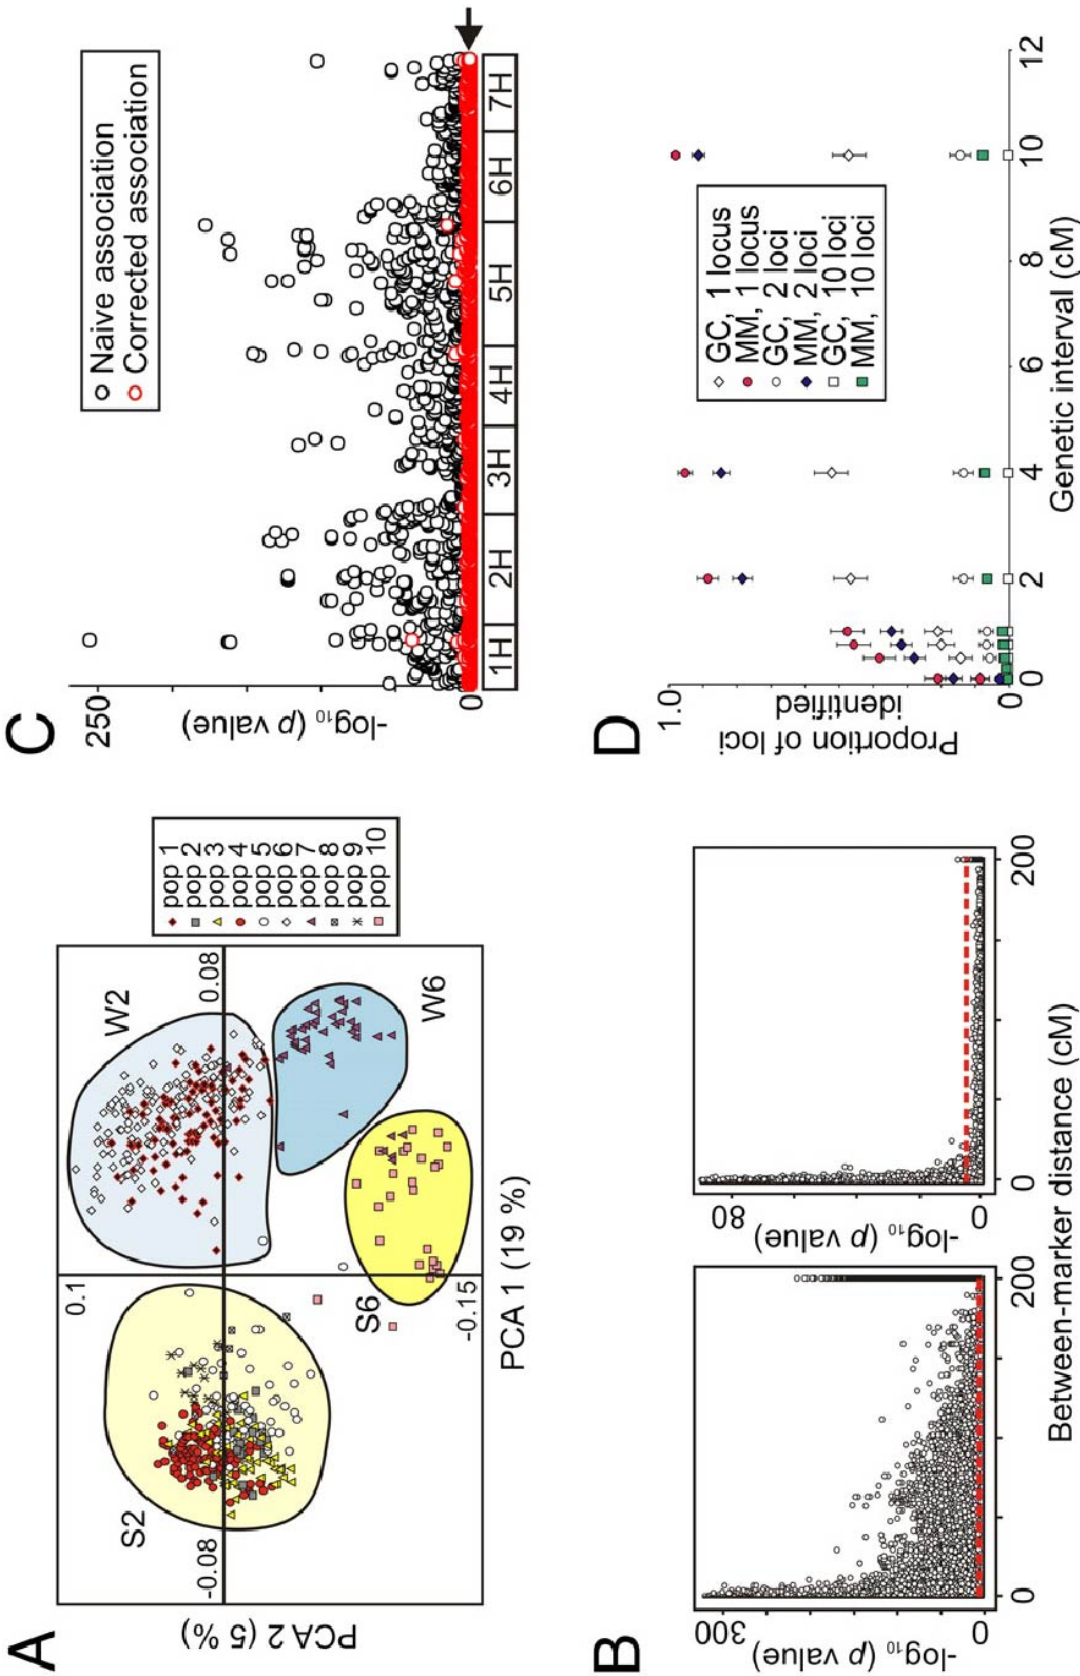 A
0.1
W2
pop 1
pop 2
pop 3
pop 4
pop 5
pop 6
pop 7
pop 8
pop 9
pop 10
S2
-0.08
0.08
PCA 2 (5 %)
S6
W6
-0.15
PCA 1 (19 %)
C
Naive association
Corrected association
250
-log10 (p value)
0
1H 2H 3H 4H 5H 6H 7H
B
300
-log10 (p value)
0
0 200
80
-log10 (p value)
0
0 200
Between-marker distance (cM)
D
1.0
Proportion of loci
identified
0
GC, 1 locus
MM, 1 locus
GC, 2 loci
MM, 2 loci
GC, 10 loci
MM, 10 loci
0 2 4 6 8 10 12
Genetic interval (cM)